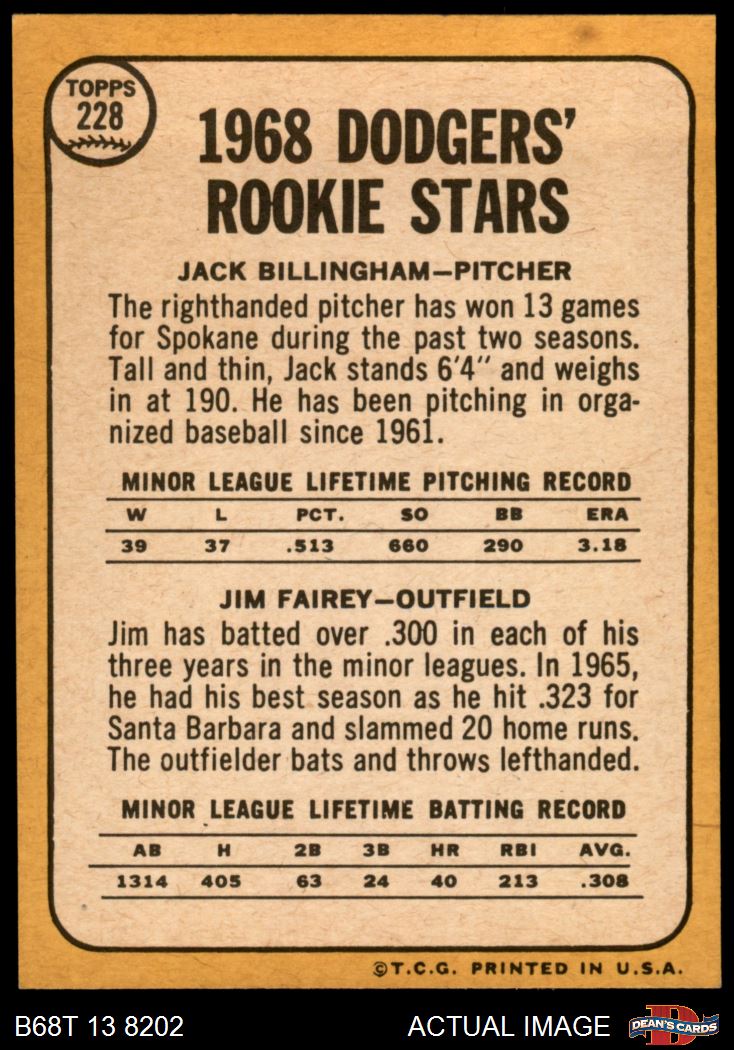 TOPPS
228
1968 DODGERS'
ROOKIE STARS
JACK BILLINGHAM—PITCHER
The righthanded pitcher has won 13 games
for Spokane during the past two seasons.
Tall and thin, Jack stands 6'4" and weighs
in at 190. He has been pitching in orga-
nized baseball since 1961.
MINOR LEAGUE LIFETIME PITCHING RECORD
W L PCT. SO BB ERA
39 37 .513 660 290 3.18
JIM FAIREY—OUTFIELD
Jim has batted over .300 in each of his
three years in the minor leagues. In 1965,
he had his best season as he hit .323 for
Santa Barbara and slammed 20 home runs.
The outfielder bats and throws lefthanded.
MINOR LEAGUE LIFETIME BATTING RECORD
AB H 2B 3B HR RBI AVG.
1314 405 63 24 40 213 .308
©T.C.G. PRINTED IN U.S.A.
B68T 13 8202 ACTUAL IMAGE
D
DEAN'S CARDS